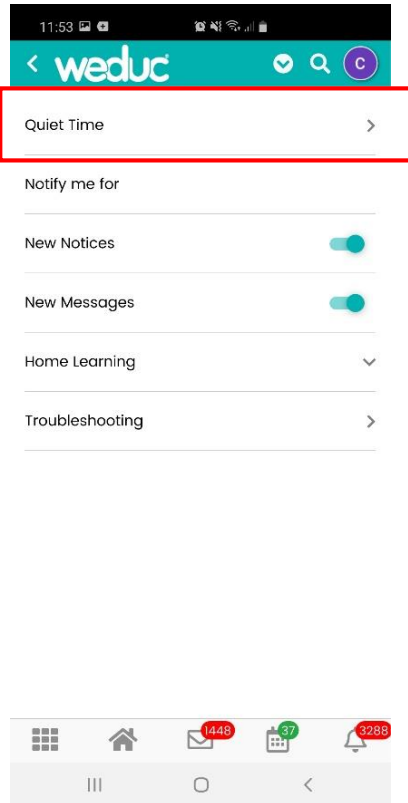 11:53
weduc
C
Quiet Time
Notify me for
New Notices
New Messages
Home Learning
Troubleshooting
1448
37
3288